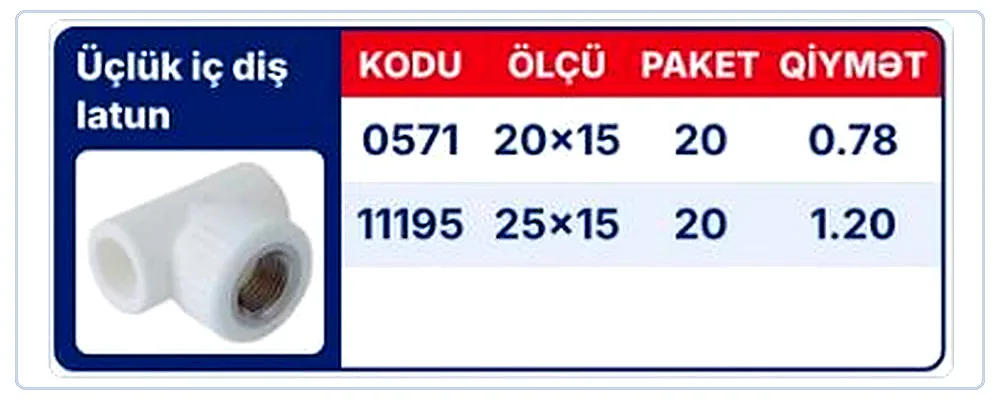 Üçlük iç diş
latun
KODU ÖLÇÜ PAKET QİYMƏT
0571 20×15 20 0.78
11195 25×15 20 1.20